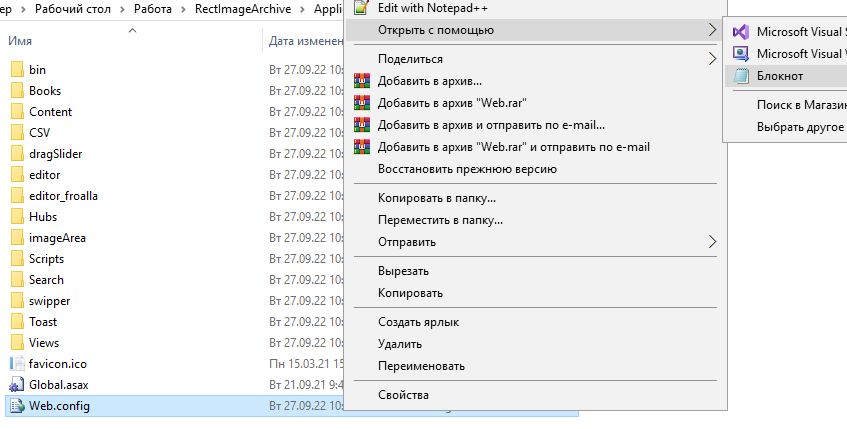 ер > Рабочий стол > Работа > RectImageArchive > Applic
Имя
Дата изменен
bin Вт 27.09.22 10:
Books Вт 27.09.22 10:
Content Вт 27.09.22 10:
CSV Вт 27.09.22 10:
dragSlider Вт 27.09.22 10:
editor Вт 27.09.22 10:
editor_froalla Вт 27.09.22 10:
Hubs Вт 27.09.22 10:
imageArea Вт 27.09.22 10:
Scripts Вт 27.09.22 10:
Search Вт 27.09.22 10:
swipper Вт 27.09.22 10:
Toast Вт 27.09.22 10:
Views Вт 27.09.22 10:
favicon.ico Пн 15.03.21 15
Global.asax Вт 21.09.21 9:4
Web.config Вт 27.09.22 10:
Edit with Notepad++
Открыть с помощью
Поделиться
Добавить в архив...
Добавить в архив "Web.rar"
Добавить в архив и отправить по e-mail...
Добавить в архив "Web.rar" и отправить по e-mail
Восстановить прежнюю версию
Копировать в папку...
Переместить в папку...
Отправить
Вырезать
Копировать
Создать ярлык
Удалить
Переименовать
Свойства
Microsoft Visual S
Microsoft Visual V
Блокнот
Поиск в Магазин
Выбрать другое